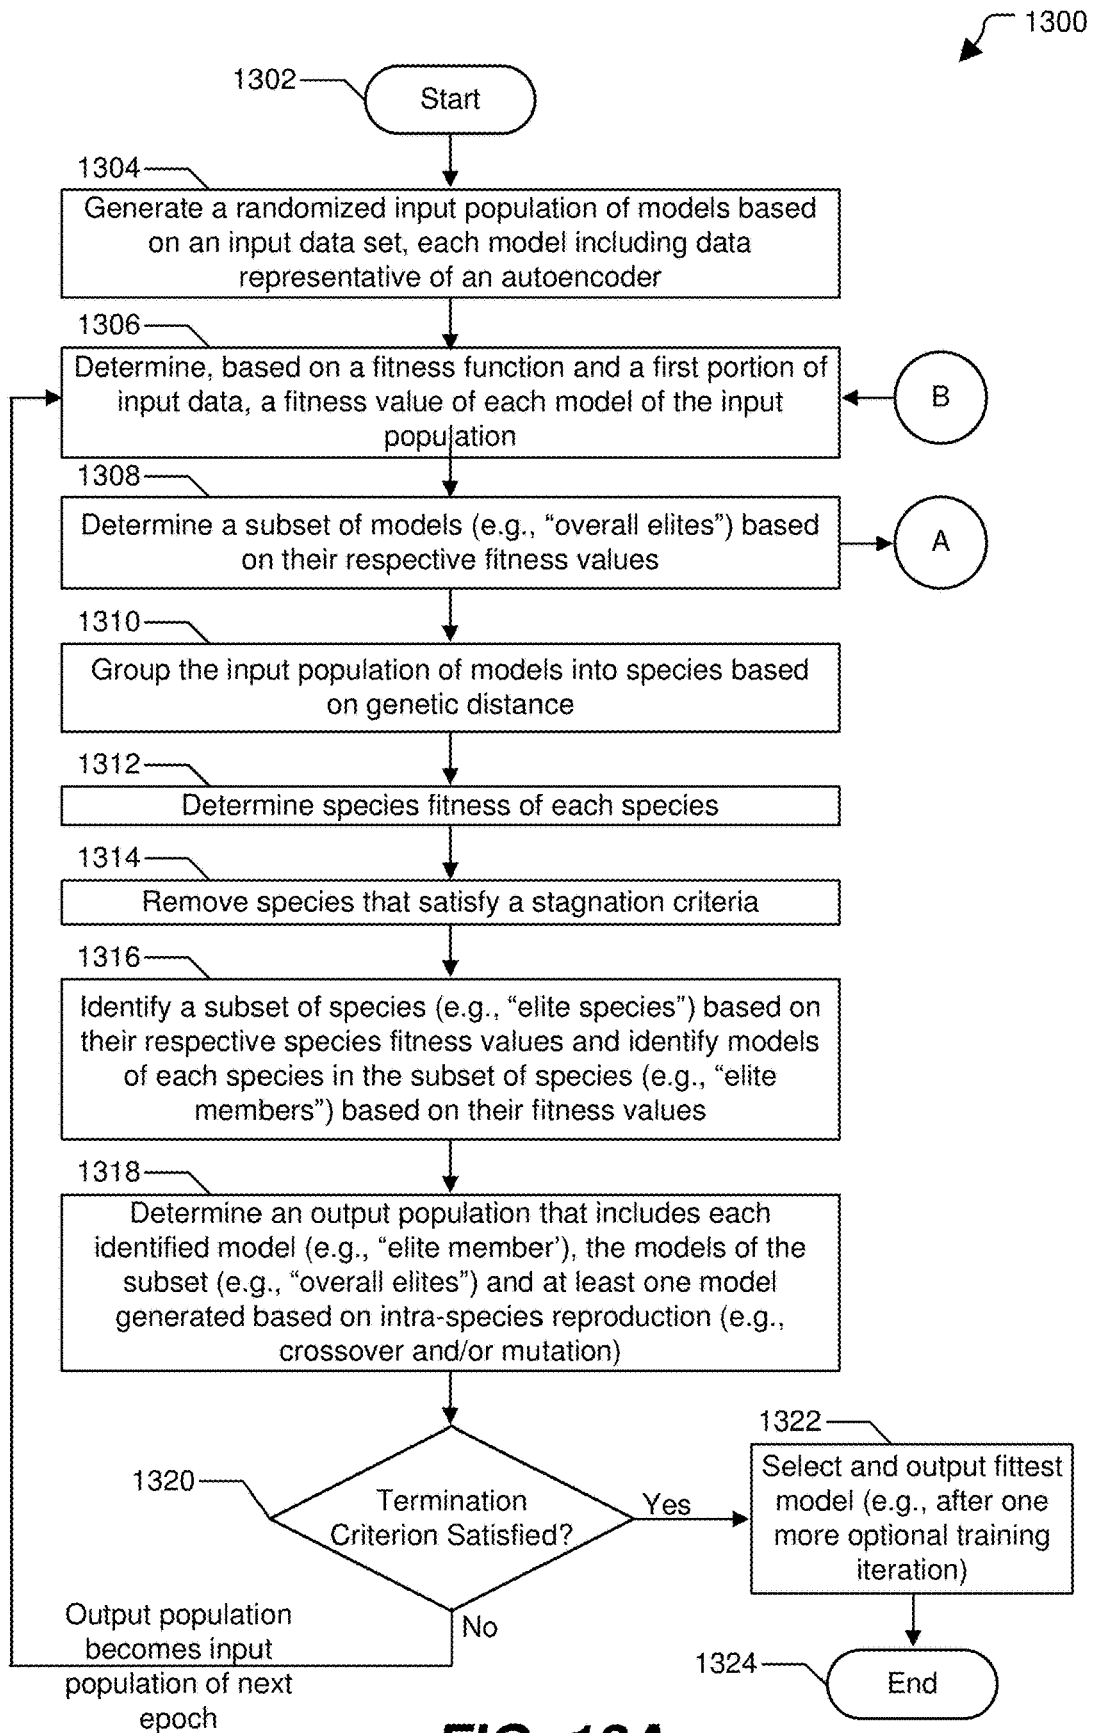 1300
1302
Start
1304
Generate a randomized input population of models based
on an input data set, each model including data
representative of an autoencoder
1306
Determine, based on a fitness function and a first portion of
input data, a fitness value of each model of the input
population
B
1308
Determine a subset of models (e.g., “overall elites”) based
on their respective fitness values
A
1310
Group the input population of models into species based
on genetic distance
1312
Determine species fitness of each species
1314
Remove species that satisfy a stagnation criteria
1316
Identify a subset of species (e.g., “elite species”) based on
their respective species fitness values and identify models
of each species in the subset of species (e.g., “elite
members”) based on their fitness values
1318
Determine an output population that includes each
identified model (e.g., “elite member’), the models of the
subset (e.g., “overall elites”) and at least one model
generated based on intra-species reproduction (e.g.,
crossover and/or mutation)
1320
Termination
Criterion Satisfied?
Yes
1322
Select and output fittest
model (e.g., after one
more optional training
iteration)
No
Output population
becomes input
population of next
epoch
1324
End
FIG. 13A